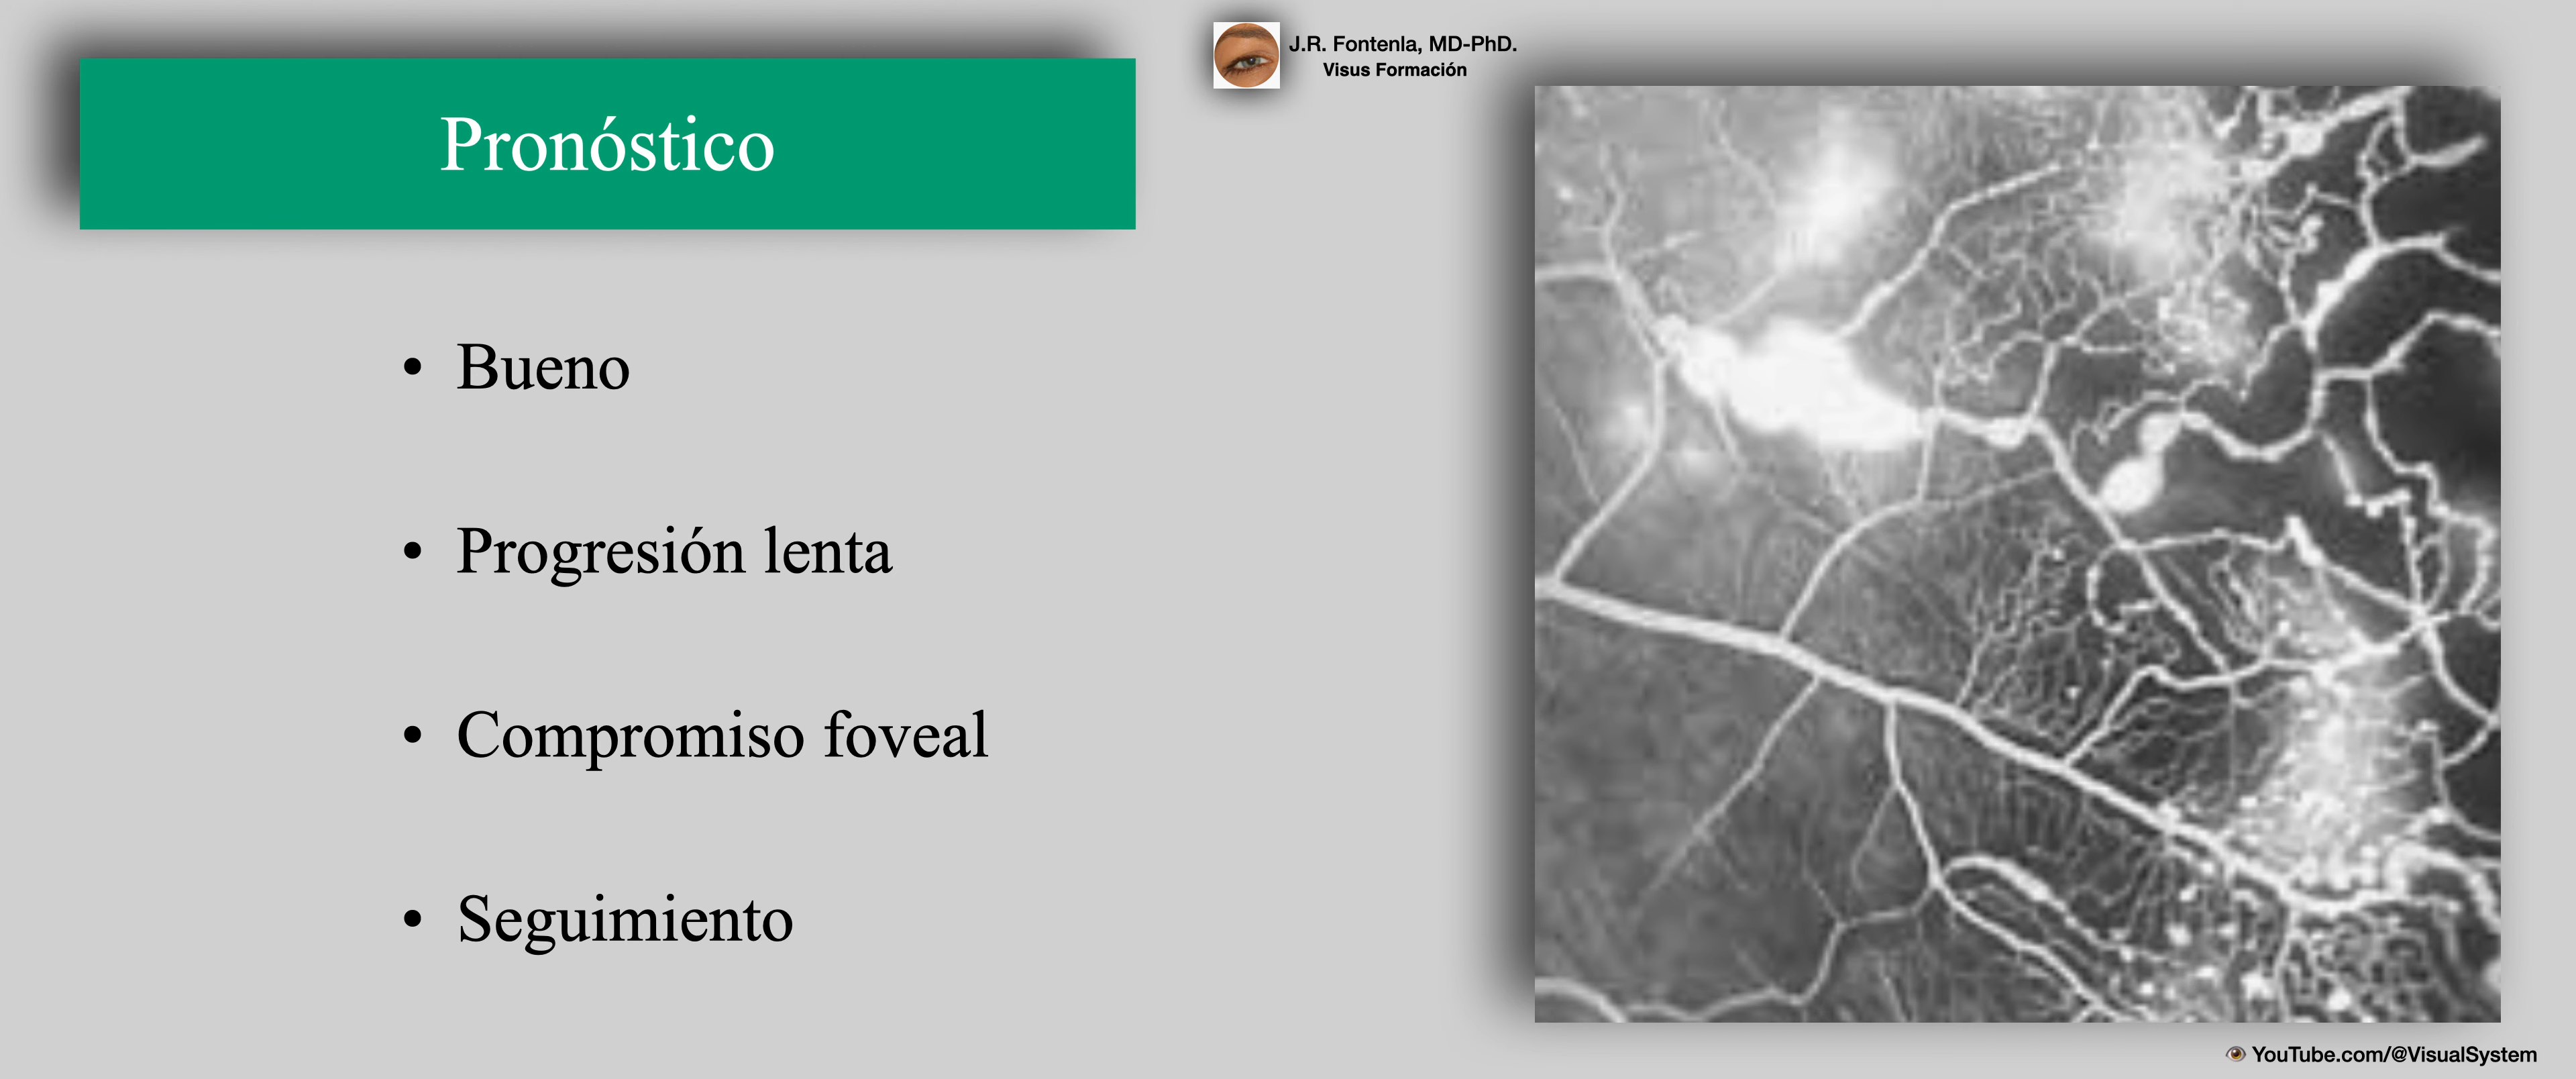 J.R. Fontenla, MD-PhD.
Visus Formación
Pronóstico
• Bueno
• Progresión lenta
• Compromiso foveal
• Seguimiento
YouTube.com/@VisualSystem